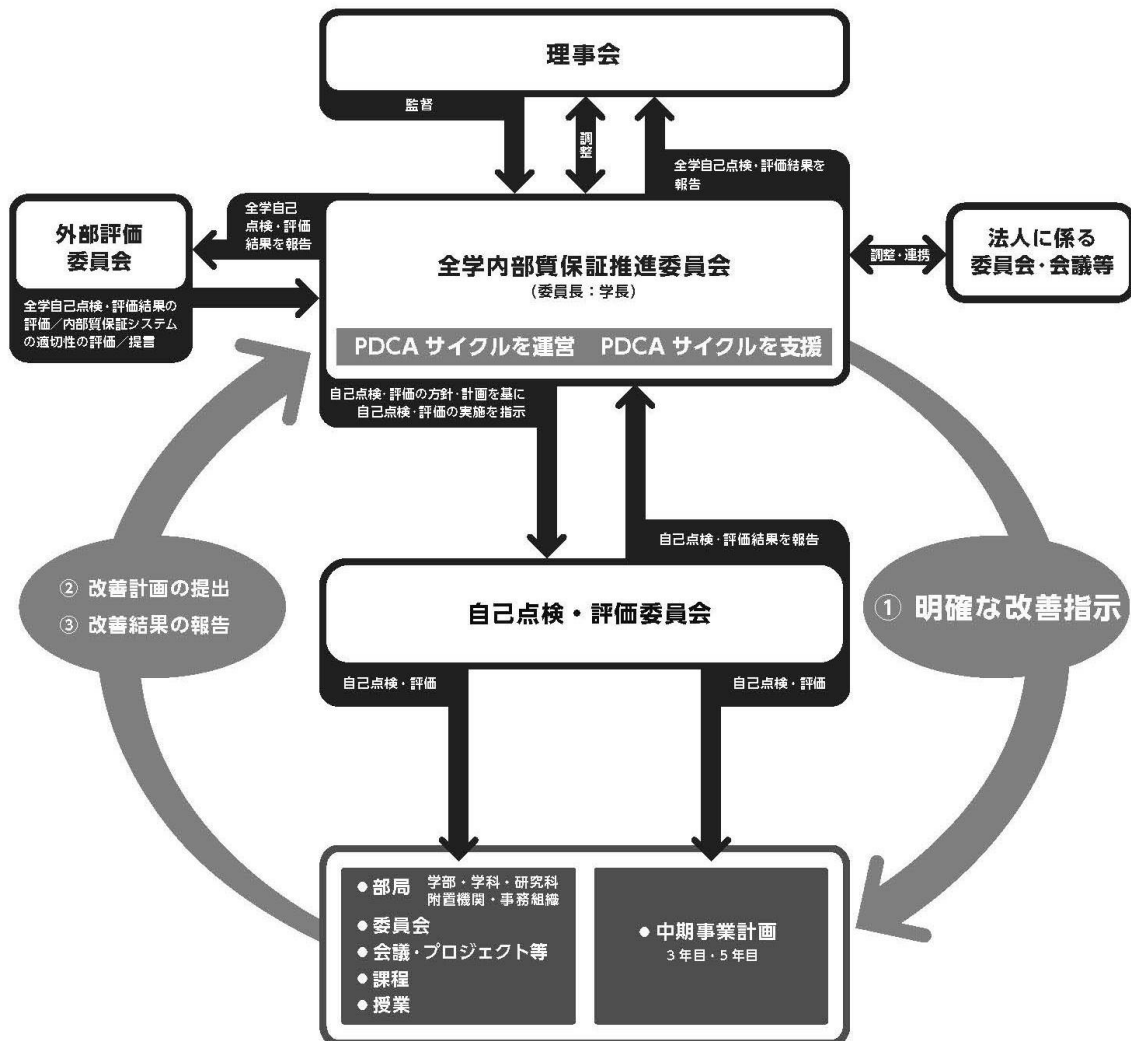 理事会
監督
調整
全学自己点検・評価結果を
報告
全学自己
点検・評価
結果を報告
外部評価
委員会
全学自己点検・評価結果の
評価／内部質保証システム
の適切性の評価／提言
全学内部質保証推進委員会
（委員長：学長）
PDCA サイクルを運営 PDCA サイクルを支援
調整・連携
法人に係る
委員会・会議等
自己点検・評価の方針・計画を基に
自己点検・評価の実施を指示
自己点検・評価結果を報告
② 改善計画の提出
③ 改善結果の報告
① 明確な改善指示
自己点検・評価委員会
自己点検・評価
自己点検・評価
● 部局 学部・学科・研究科
附置機関・事務組織
● 委員会
● 会議・プロジェクト等
● 課程
● 授業
● 中期事業計画
３年目・５年目